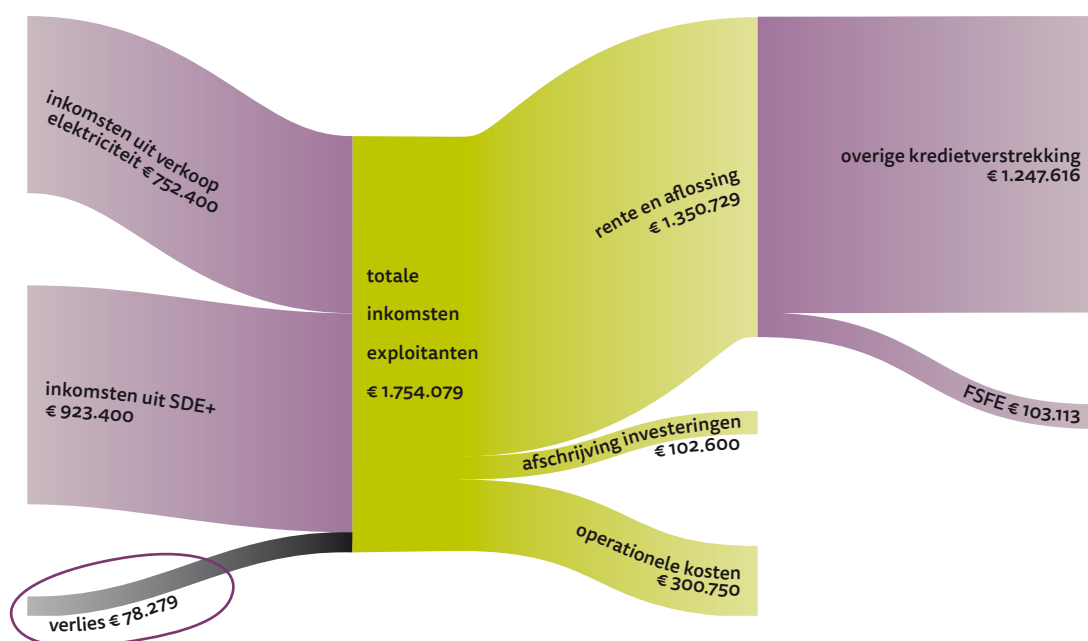 inkomsten uit verkoop
elektriciteit € 752.400
inkomsten uit SDE+
€ 923.400
verlies € 78.279
totale
inkomsten
exploitanten
€ 1.754.079
rente en aflossing
€ 1.350.729
afschrijving investeringen
€ 102.600
operationele kosten
€ 300.750
overige kredietverstrekking
€ 1.247.616
FSFE € 103.113